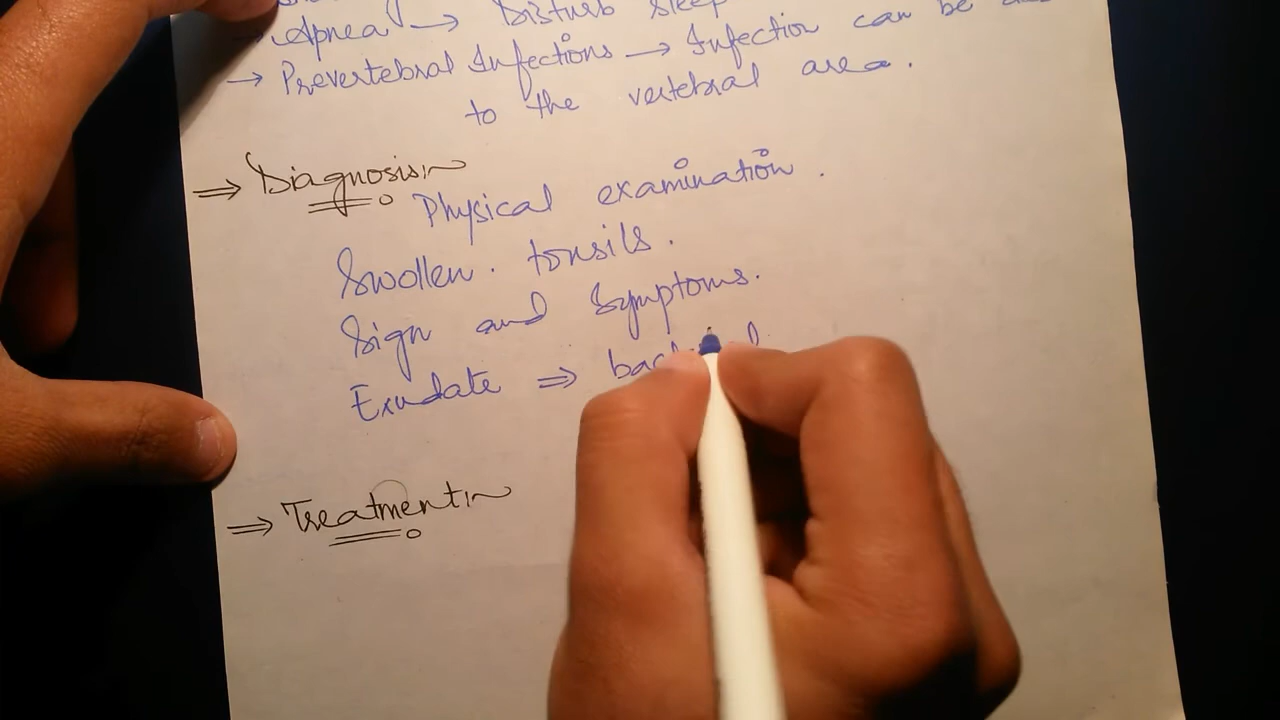 → Apnea → Disturb sleep
→ Prevertebral Infections → Infection can be
to the vertebral area.
⇒ Diagnosis:~
Physical examination.
Swollen. tonsils.
Sign and Symptoms.
Exudate ⇒
⇒ Treatment:~